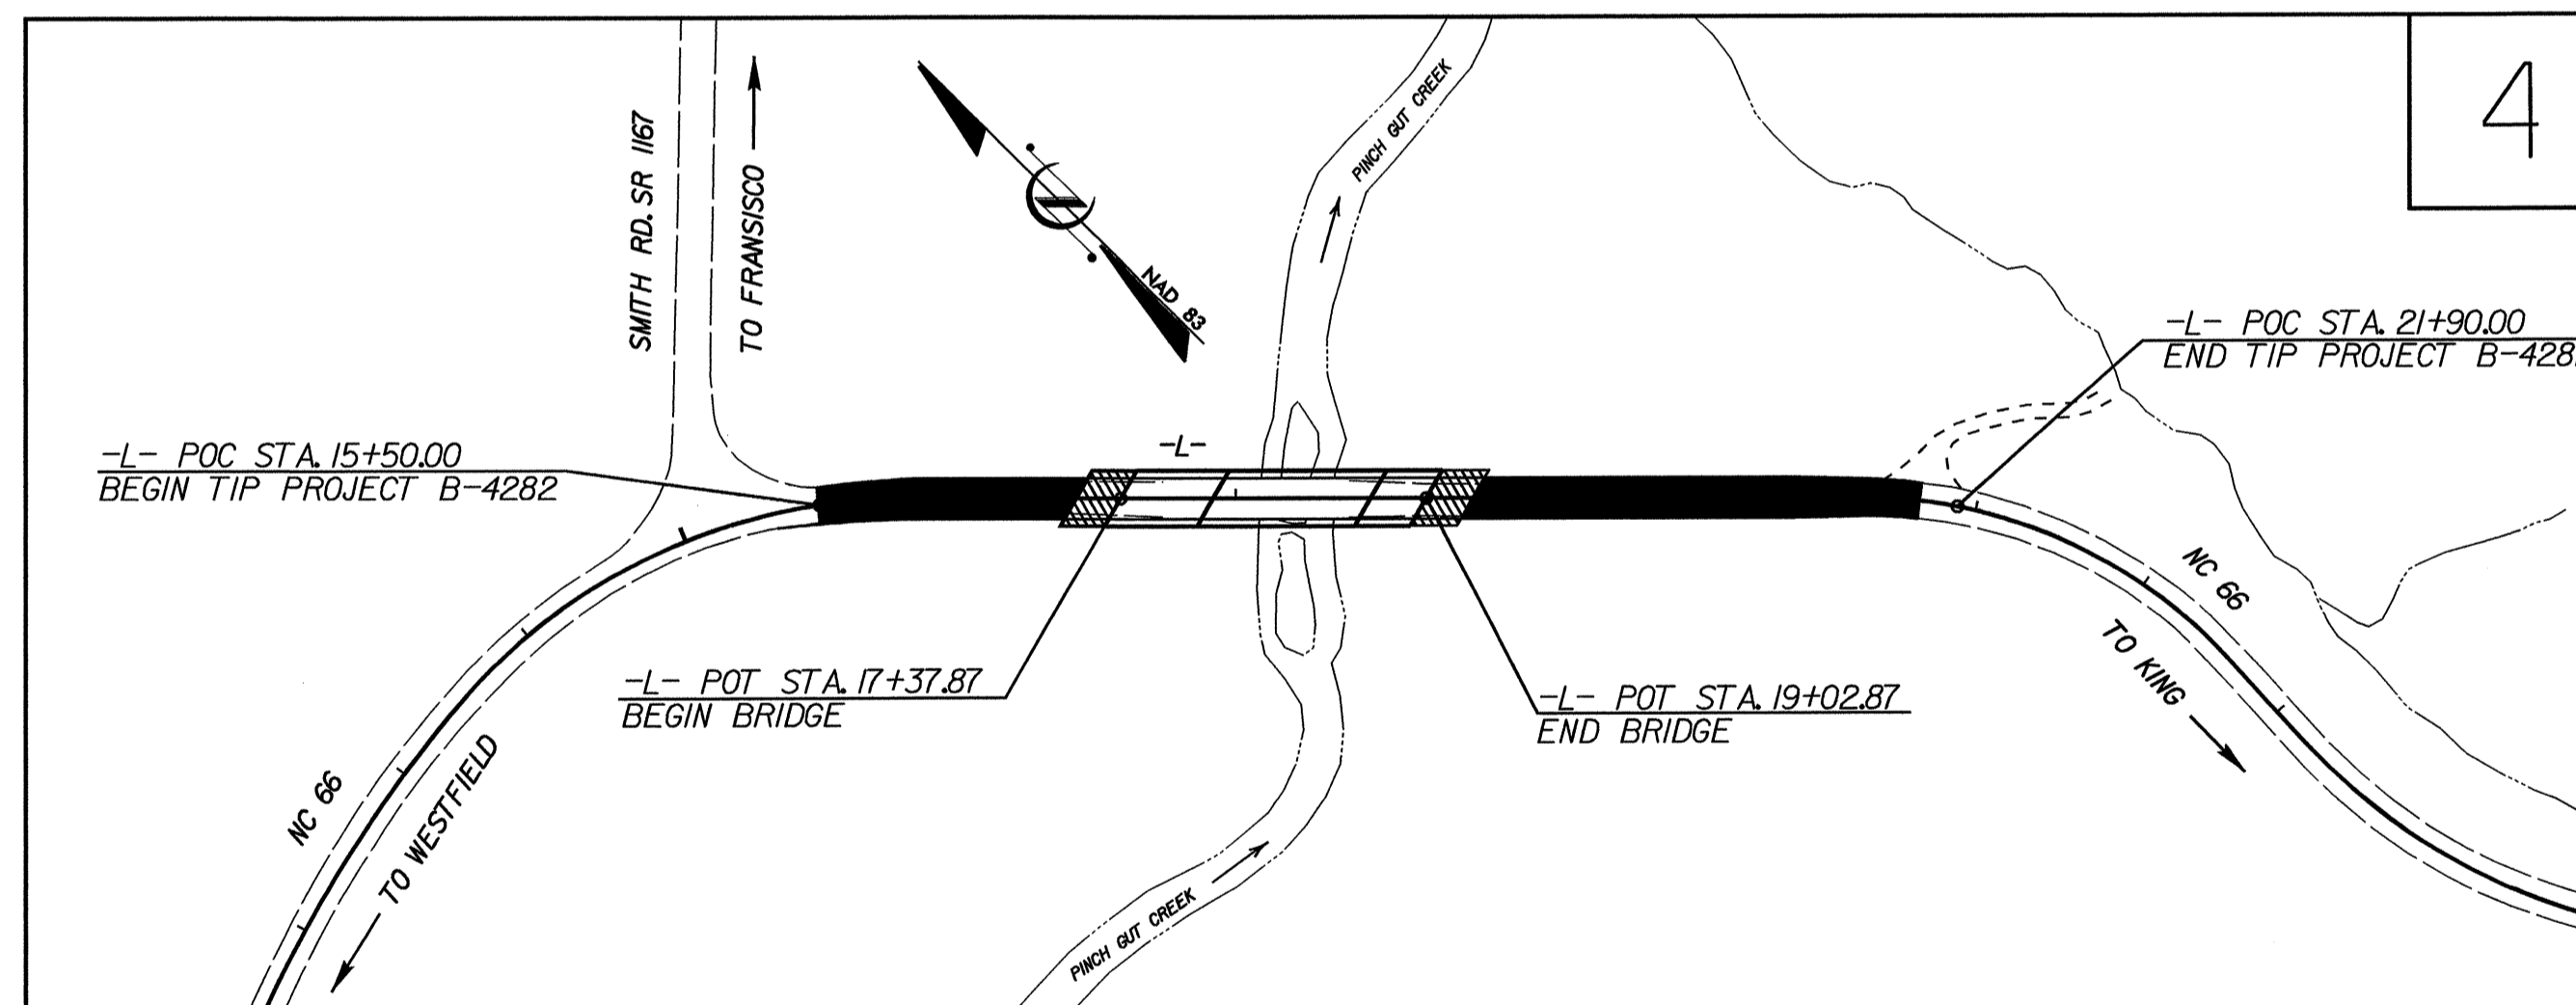 4
SMITH RD. SR 1167
TO FRANSISCO
NAD 83
PINCH GUT CREEK
-L- POC STA. 21+90.00
END TIP PROJECT B-428
-L- POC STA. 15+50.00
BEGIN TIP PROJECT B-4282
-L-
NC 66
TO KING
-L- POT STA. 17+37.87
BEGIN BRIDGE
-L- POT STA. 19+02.87
END BRIDGE
NC 66
TO WESTFIELD
PINCH GUT CREEK